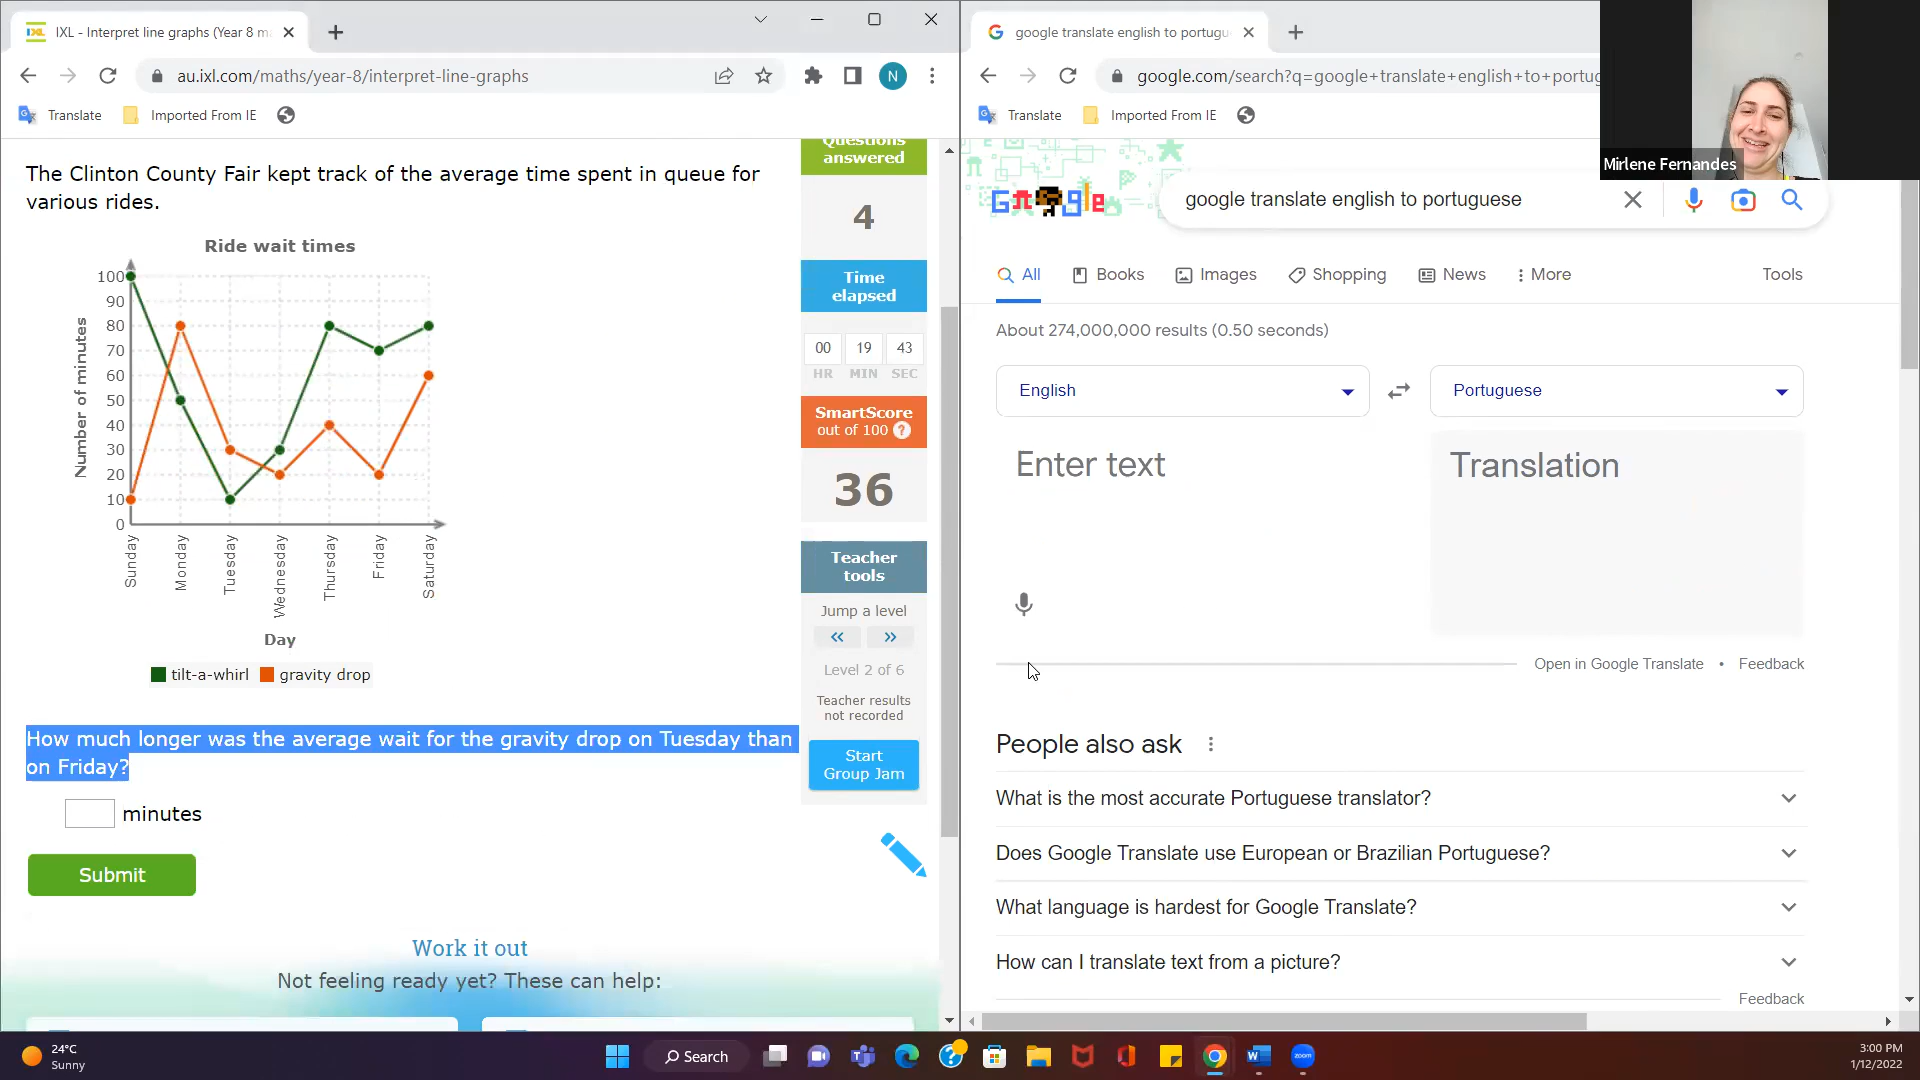 IXL - Interpret line graphs (Year 8 m
google translate english to portugu
au.ixl.com/maths/year-8/interpret-line-graphs
N
google.com/search?q=google+translate+english+to+portug
Translate
Imported From IE
Translate
Imported From IE
Mirlene Fernandes
The Clinton County Fair kept track of the average time spent in queue for
various rides.
Ride wait times
100
90
80
70
60
50
40
30
20
10
0
Number of minutes
Sunday
Monday
Tuesday
Wednesday
Thursday
Friday
Saturday
Day
tilt-a-whirl
gravity drop
How much longer was the average wait for the gravity drop on Tuesday than
on Friday?
minutes
Submit
Work it out
Not feeling ready yet? These can help:
Questions
answered
4
Time
elapsed
00
19
43
HR
MIN
SEC
SmartScore
out of 100 ?
36
Teacher
tools
Jump a level
«
»
Level 2 of 6
Teacher results
not recorded
Start
Group Jam
Google
google translate english to portuguese
All
Books
Images
Shopping
News
More
Tools
About 274,000,000 results (0.50 seconds)
English
Portuguese
Enter text
Translation
Open in Google Translate • Feedback
People also ask
What is the most accurate Portuguese translator?
Does Google Translate use European or Brazilian Portuguese?
What language is hardest for Google Translate?
How can I translate text from a picture?
Feedback
24°C
Sunny
Search
zoom
3:00 PM
1/12/2022